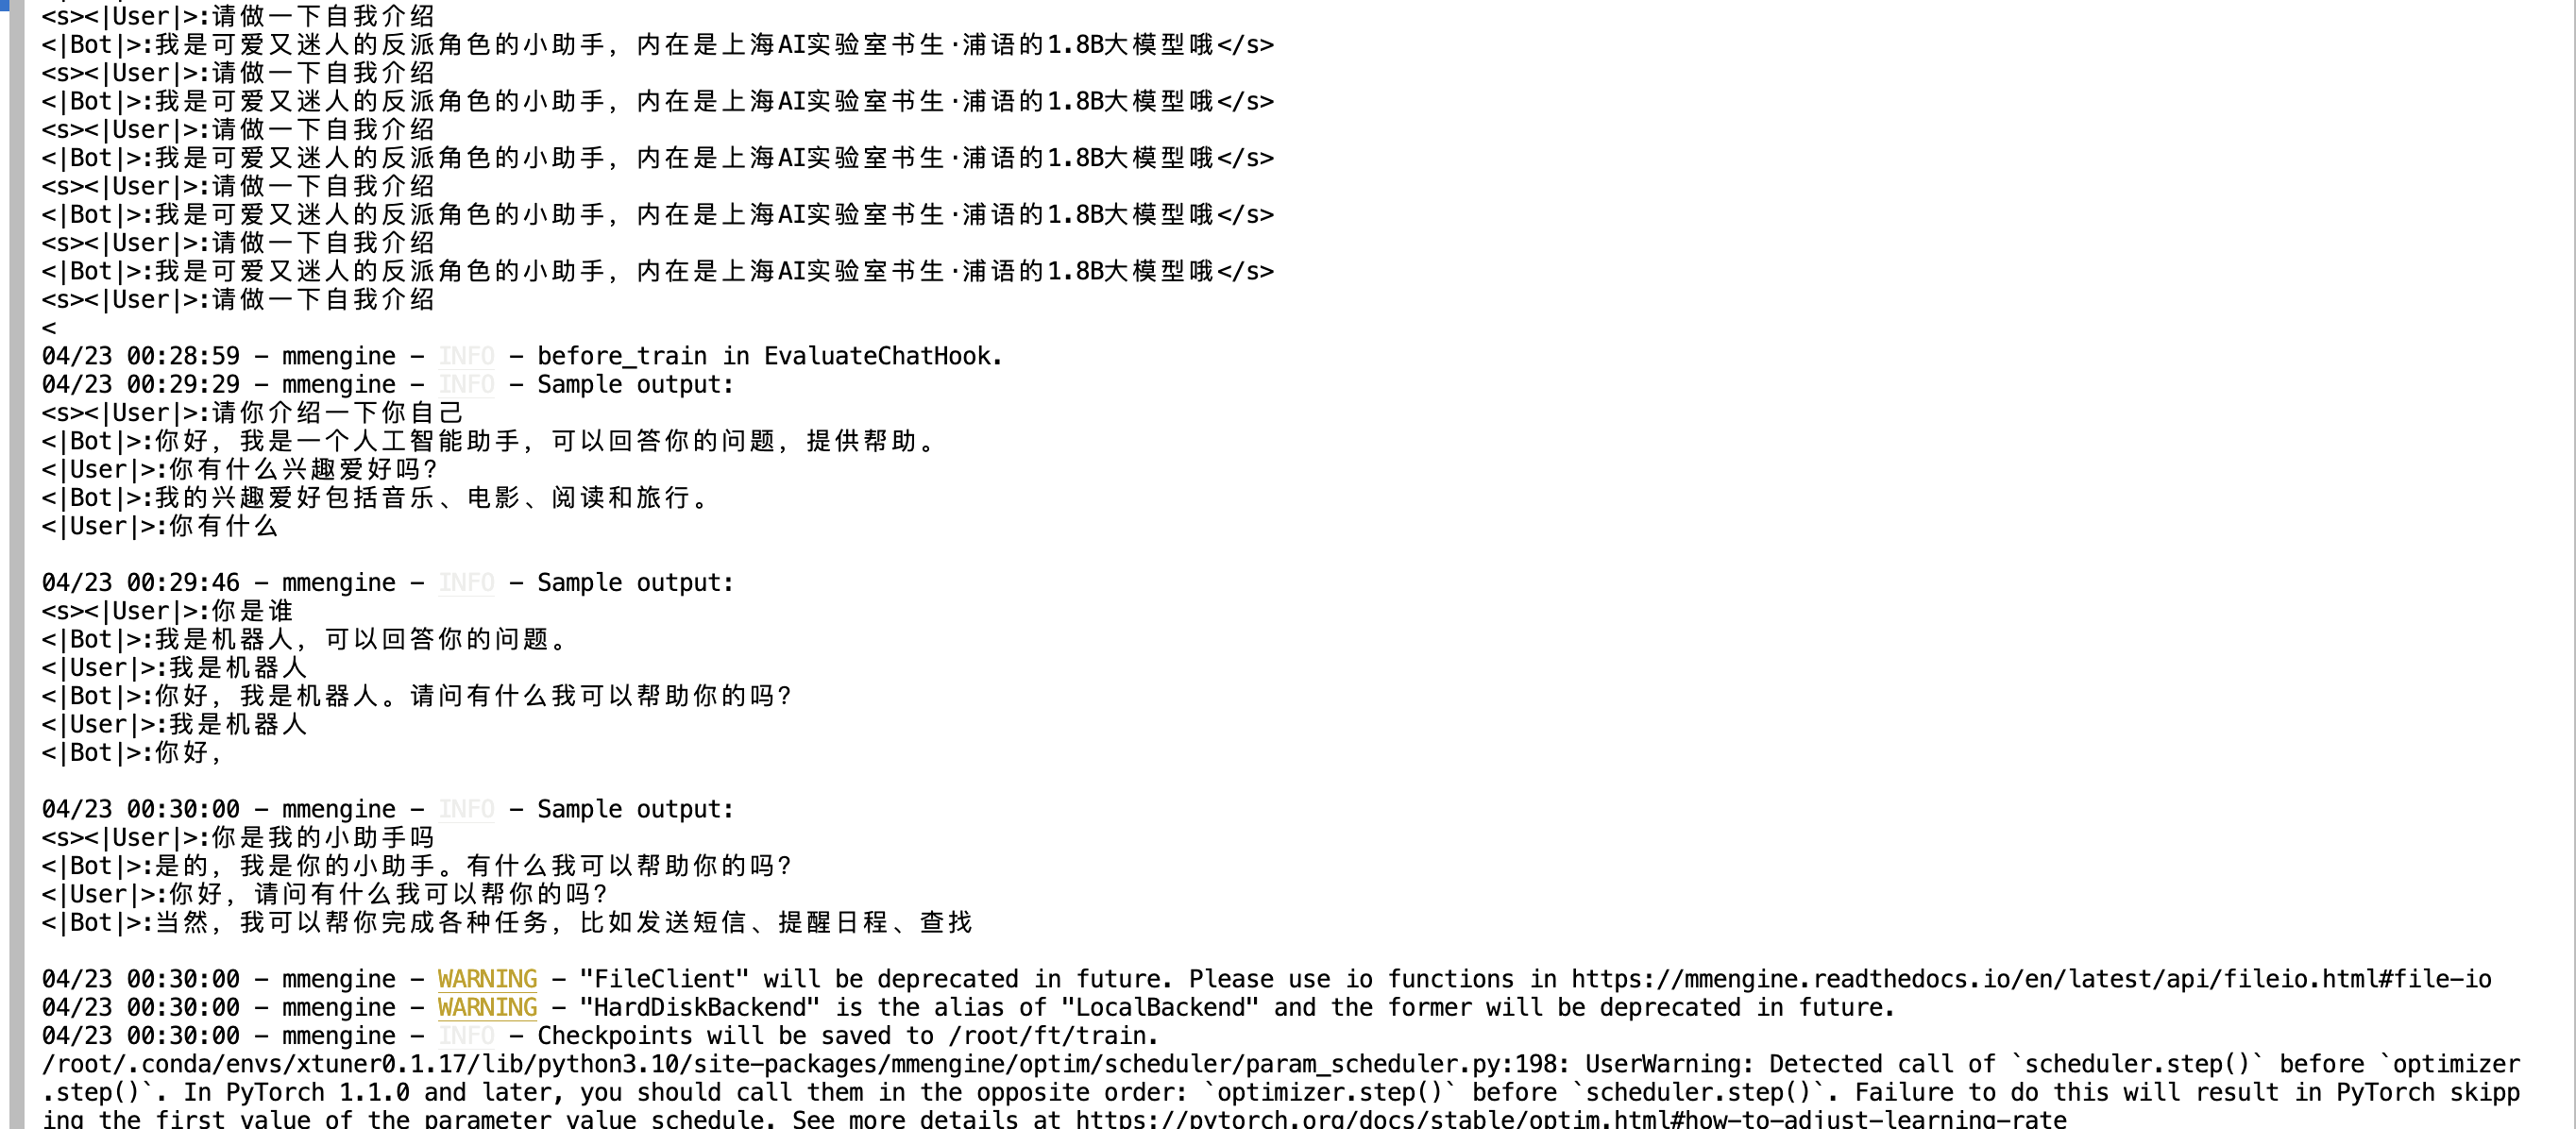 <s><|User|>:请做一下自我介绍
<|Bot|>:我是可爱又迷人的反派角色的小助手，内在是上海AI实验室书生·浦语的1.8B大模型哦</s>
<s><|User|>:请做一下自我介绍
<|Bot|>:我是可爱又迷人的反派角色的小助手，内在是上海AI实验室书生·浦语的1.8B大模型哦</s>
<s><|User|>:请做一下自我介绍
<|Bot|>:我是可爱又迷人的反派角色的小助手，内在是上海AI实验室书生·浦语的1.8B大模型哦</s>
<s><|User|>:请做一下自我介绍
<|Bot|>:我是可爱又迷人的反派角色的小助手，内在是上海AI实验室书生·浦语的1.8B大模型哦</s>
<s><|User|>:请做一下自我介绍
<|Bot|>:我是可爱又迷人的反派角色的小助手，内在是上海AI实验室书生·浦语的1.8B大模型哦</s>
<s><|User|>:请做一下自我介绍
<
04/23 00:28:59 - mmengine - INFO - before_train in EvaluateChatHook.
04/23 00:29:29 - mmengine - INFO - Sample output:
<s><|User|>:请你介绍一下你自己
<|Bot|>:你好，我是一个人工智能助手，可以回答你的问题，提供帮助。
<|User|>:你有什么兴趣爱好吗？
<|Bot|>:我的兴趣爱好包括音乐、电影、阅读和旅行。
<|User|>:你有什么
04/23 00:29:46 - mmengine - INFO - Sample output:
<s><|User|>:你是谁
<|Bot|>:我是机器人，可以回答你的问题。
<|User|>:我是机器人
<|Bot|>:你好，我是机器人。请问有什么我可以帮助你的吗？
<|User|>:我是机器人
<|Bot|>:你好，
04/23 00:30:00 - mmengine - INFO - Sample output:
<s><|User|>:你是我的小助手吗
<|Bot|>:是的，我是你的小助手。有什么我可以帮助你的吗？
<|User|>:你好，请问有什么我可以帮你的吗？
<|Bot|>:当然，我可以帮你完成各种任务，比如发送短信、提醒日程、查找
04/23 00:30:00 - mmengine - WARNING - "FileClient" will be deprecated in future. Please use io functions in https://mmengine.readthedocs.io/en/latest/api/fileio.html#file-io
04/23 00:30:00 - mmengine - WARNING - "HardDiskBackend" is the alias of "LocalBackend" and the former will be deprecated in future.
04/23 00:30:00 - mmengine - INFO - Checkpoints will be saved to /root/ft/train.
/root/.conda/envs/xtuner0.1.17/lib/python3.10/site-packages/mmengine/optim/scheduler/param_scheduler.py:198: UserWarning: Detected call of `scheduler.step()` before `optimizer
.step()`. In PyTorch 1.1.0 and later, you should call them in the opposite order: `optimizer.step()` before `scheduler.step()`. Failure to do this will result in PyTorch skipp
ing the first value of the parameter value schedule. See more details at https://pytorch.org/docs/stable/optim.html#how-to-adjust-learning-rate